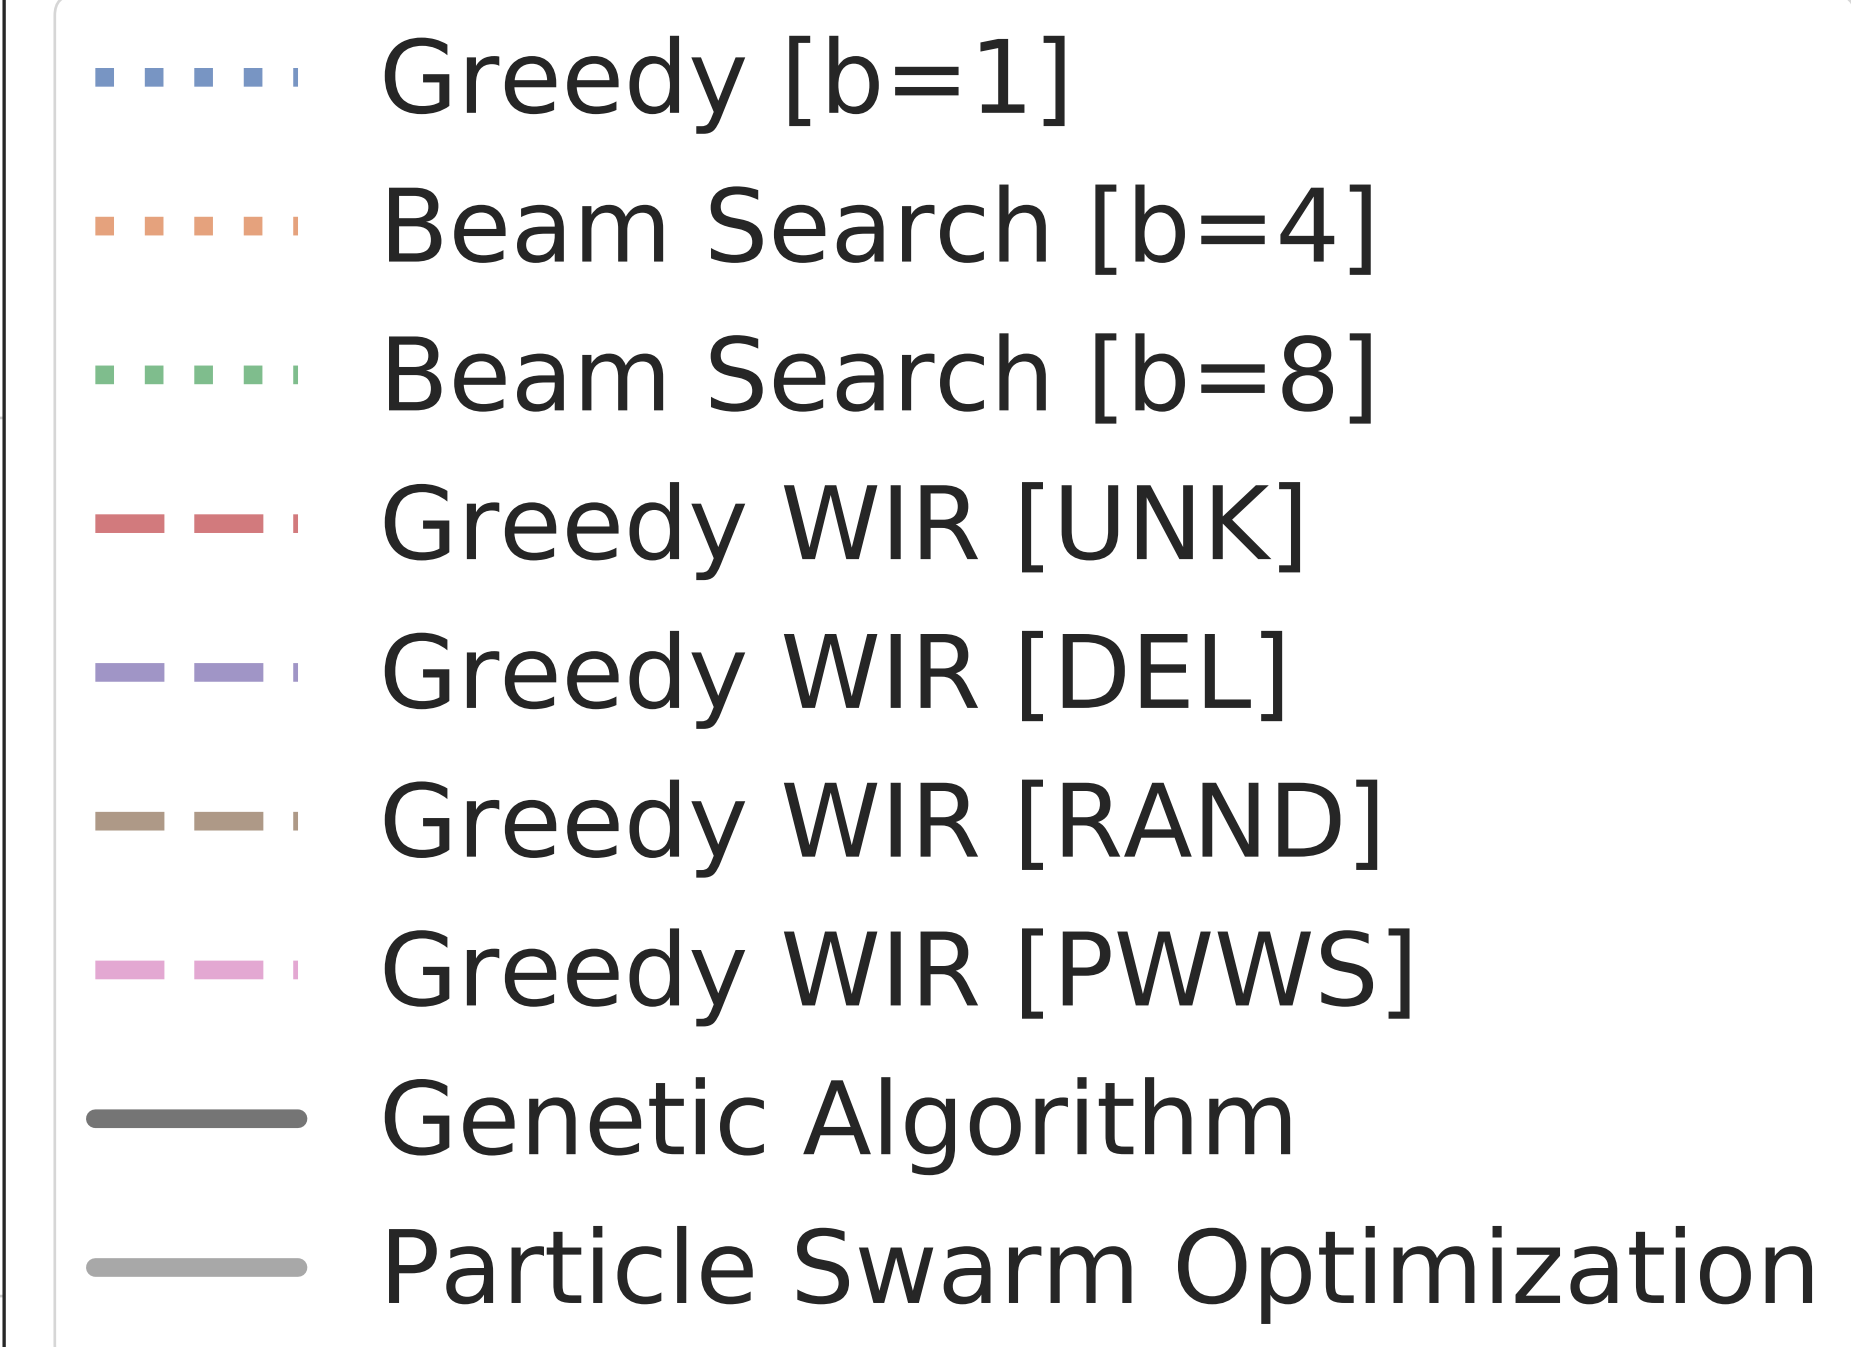 Greedy [b=1]
Beam Search [b=4]
Beam Search [b=8]
Greedy WIR [UNK]
Greedy WIR [DEL]
Greedy WIR [RAND]
Greedy WIR [PWWS]
Genetic Algorithm
Particle Swarm Optimization